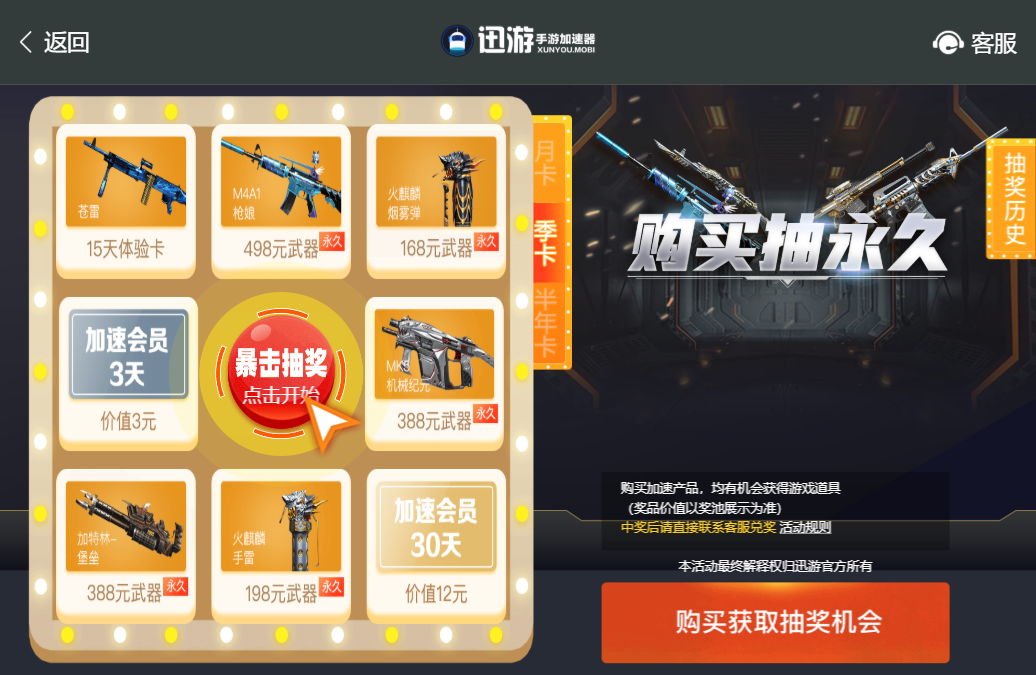 返回
迅游手游加速器
XUNYOU.MOBI
客服
苍雷
15天体验卡
M4A1
枪娘
498元武器
永久
火麒麟
烟雾弹
168元武器
永久
加速会员
3天
价值3元
暴击抽奖
点击开始
MK5
机械纪元
388元武器
永久
加特林-
堡垒
388元武器
永久
火麒麟
手雷
198元武器
永久
加速会员
30天
价值12元
月卡
季卡
半年卡
购买抽永久
抽奖历史
购买加速产品，均有机会获得游戏道具
（奖品价值以奖池展示为准）
中奖后请直接联系客服兑奖 活动规则
本活动最终解释权归迅游官方所有
购买获取抽奖机会